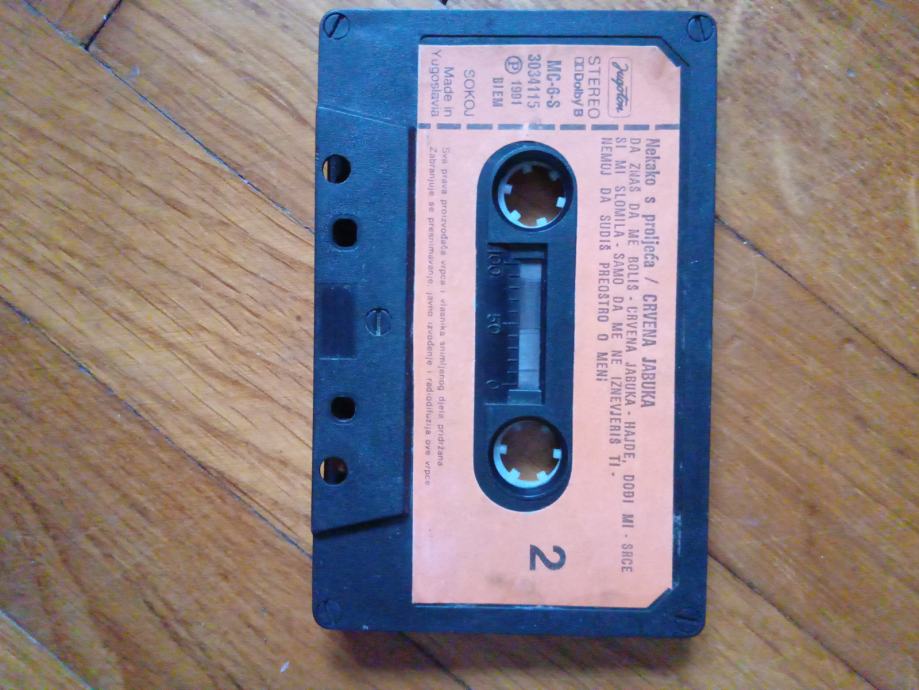 Jugoton
STEREO
Dolby B
MC-6-S
3034115
Ⓟ 1991
BIEM
SOKOJ
Made in
Yugoslavia
Nekako s proljeća / CRVENA JABUKA
DA ZNAŠ DA ME BOLIŠ - CRVENA JABUKA - HAJDE, DOĐI MI - SRCE
SI MI SLOMILA - SAMO DA ME NE IZNEVJERIŠ TI -
NEMOJ DA SUDIŠ PREOŠTRO O MENI
100 50 0
2
Sva prava proizvođača vrpce i vlasnika snimljenog djela pridržana.
Zabranjuje se presnimavanje, javno izvođenje i radiodifuzija ove vrpce